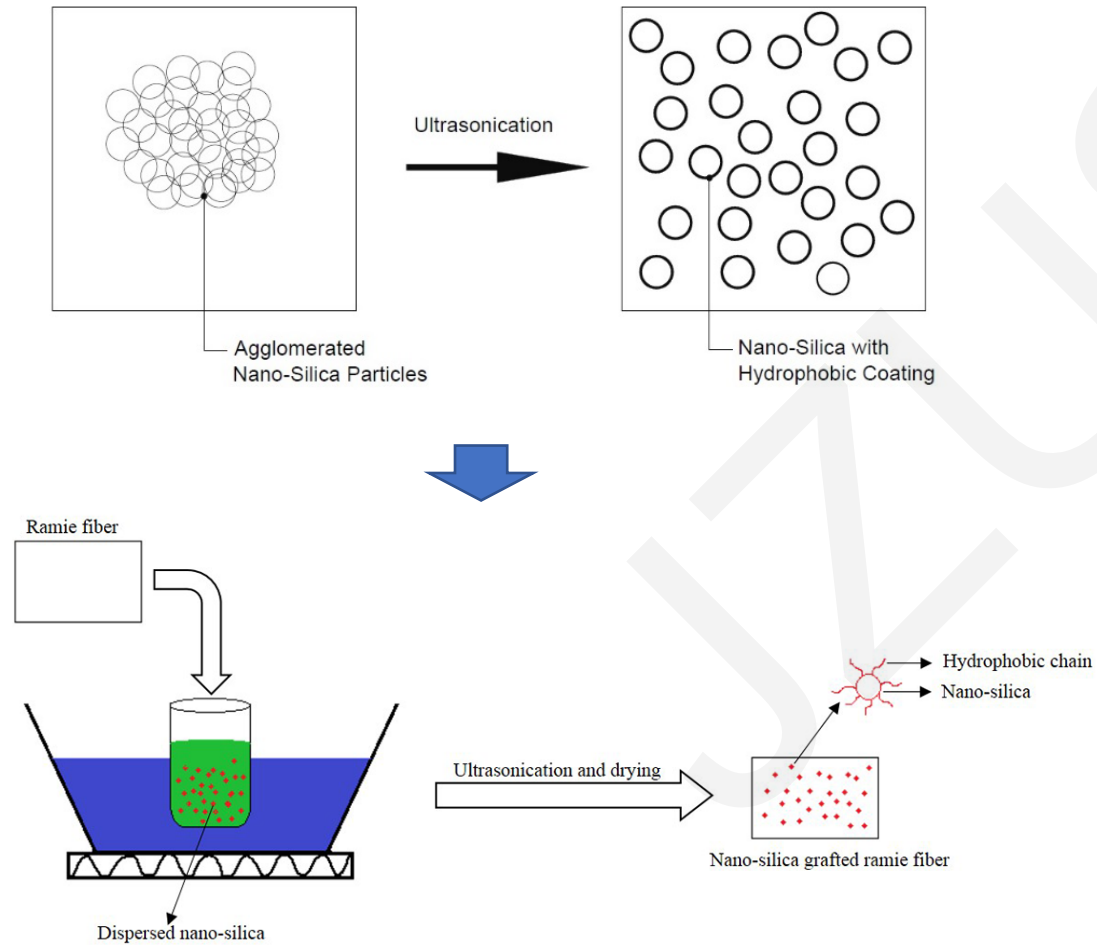 Ultrasonication
Agglomerated
Nano-Silica Particles
Nano-Silica with
Hydrophobic Coating
Ramie fiber
Hydrophobic chain
Nano-silica
Ultrasonication and drying
Nano-silica grafted ramie fiber
Dispersed nano-silica
JZUS